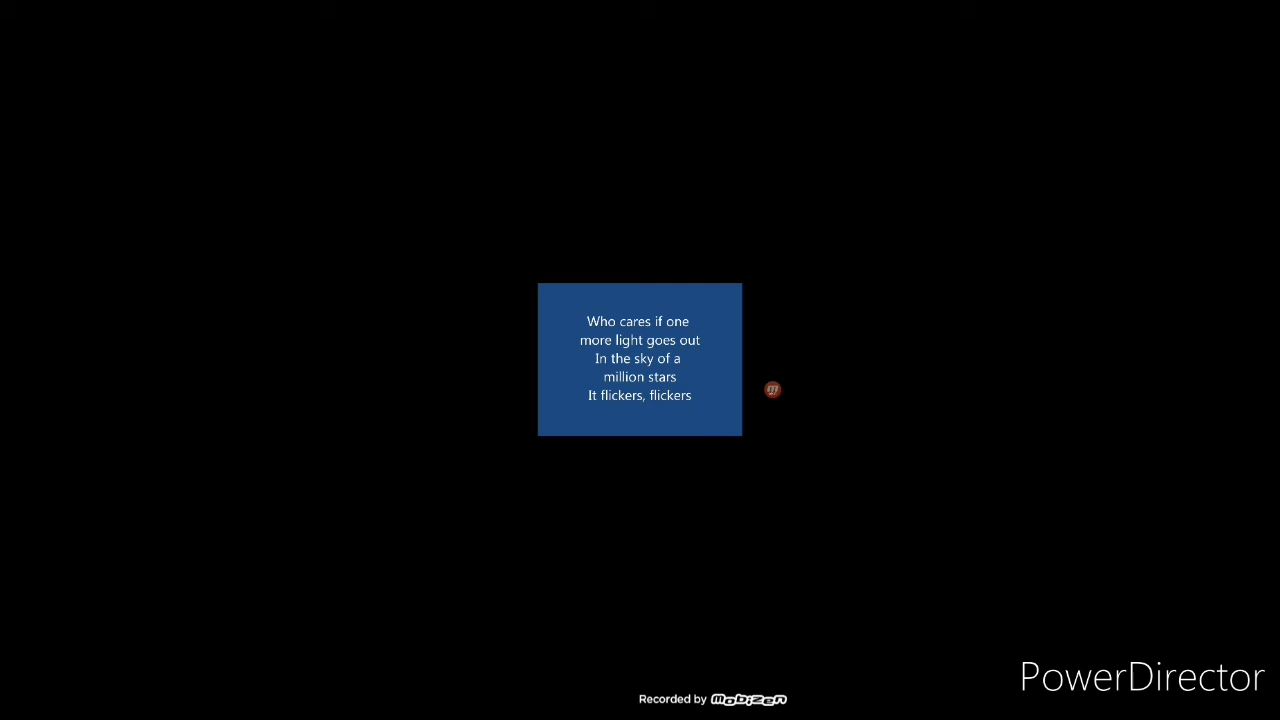 Who cares if one
more light goes out
In the sky of a
million stars
It flickers, flickers
Recorded by Mobizen
PowerDirector